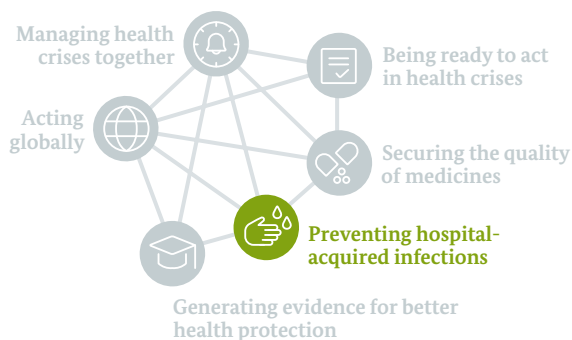 Managing health
crises together
Being ready to act
in health crises
Acting
globally
Securing the quality
of medicines
Preventing hospital-
acquired infections
Generating evidence for better
health protection